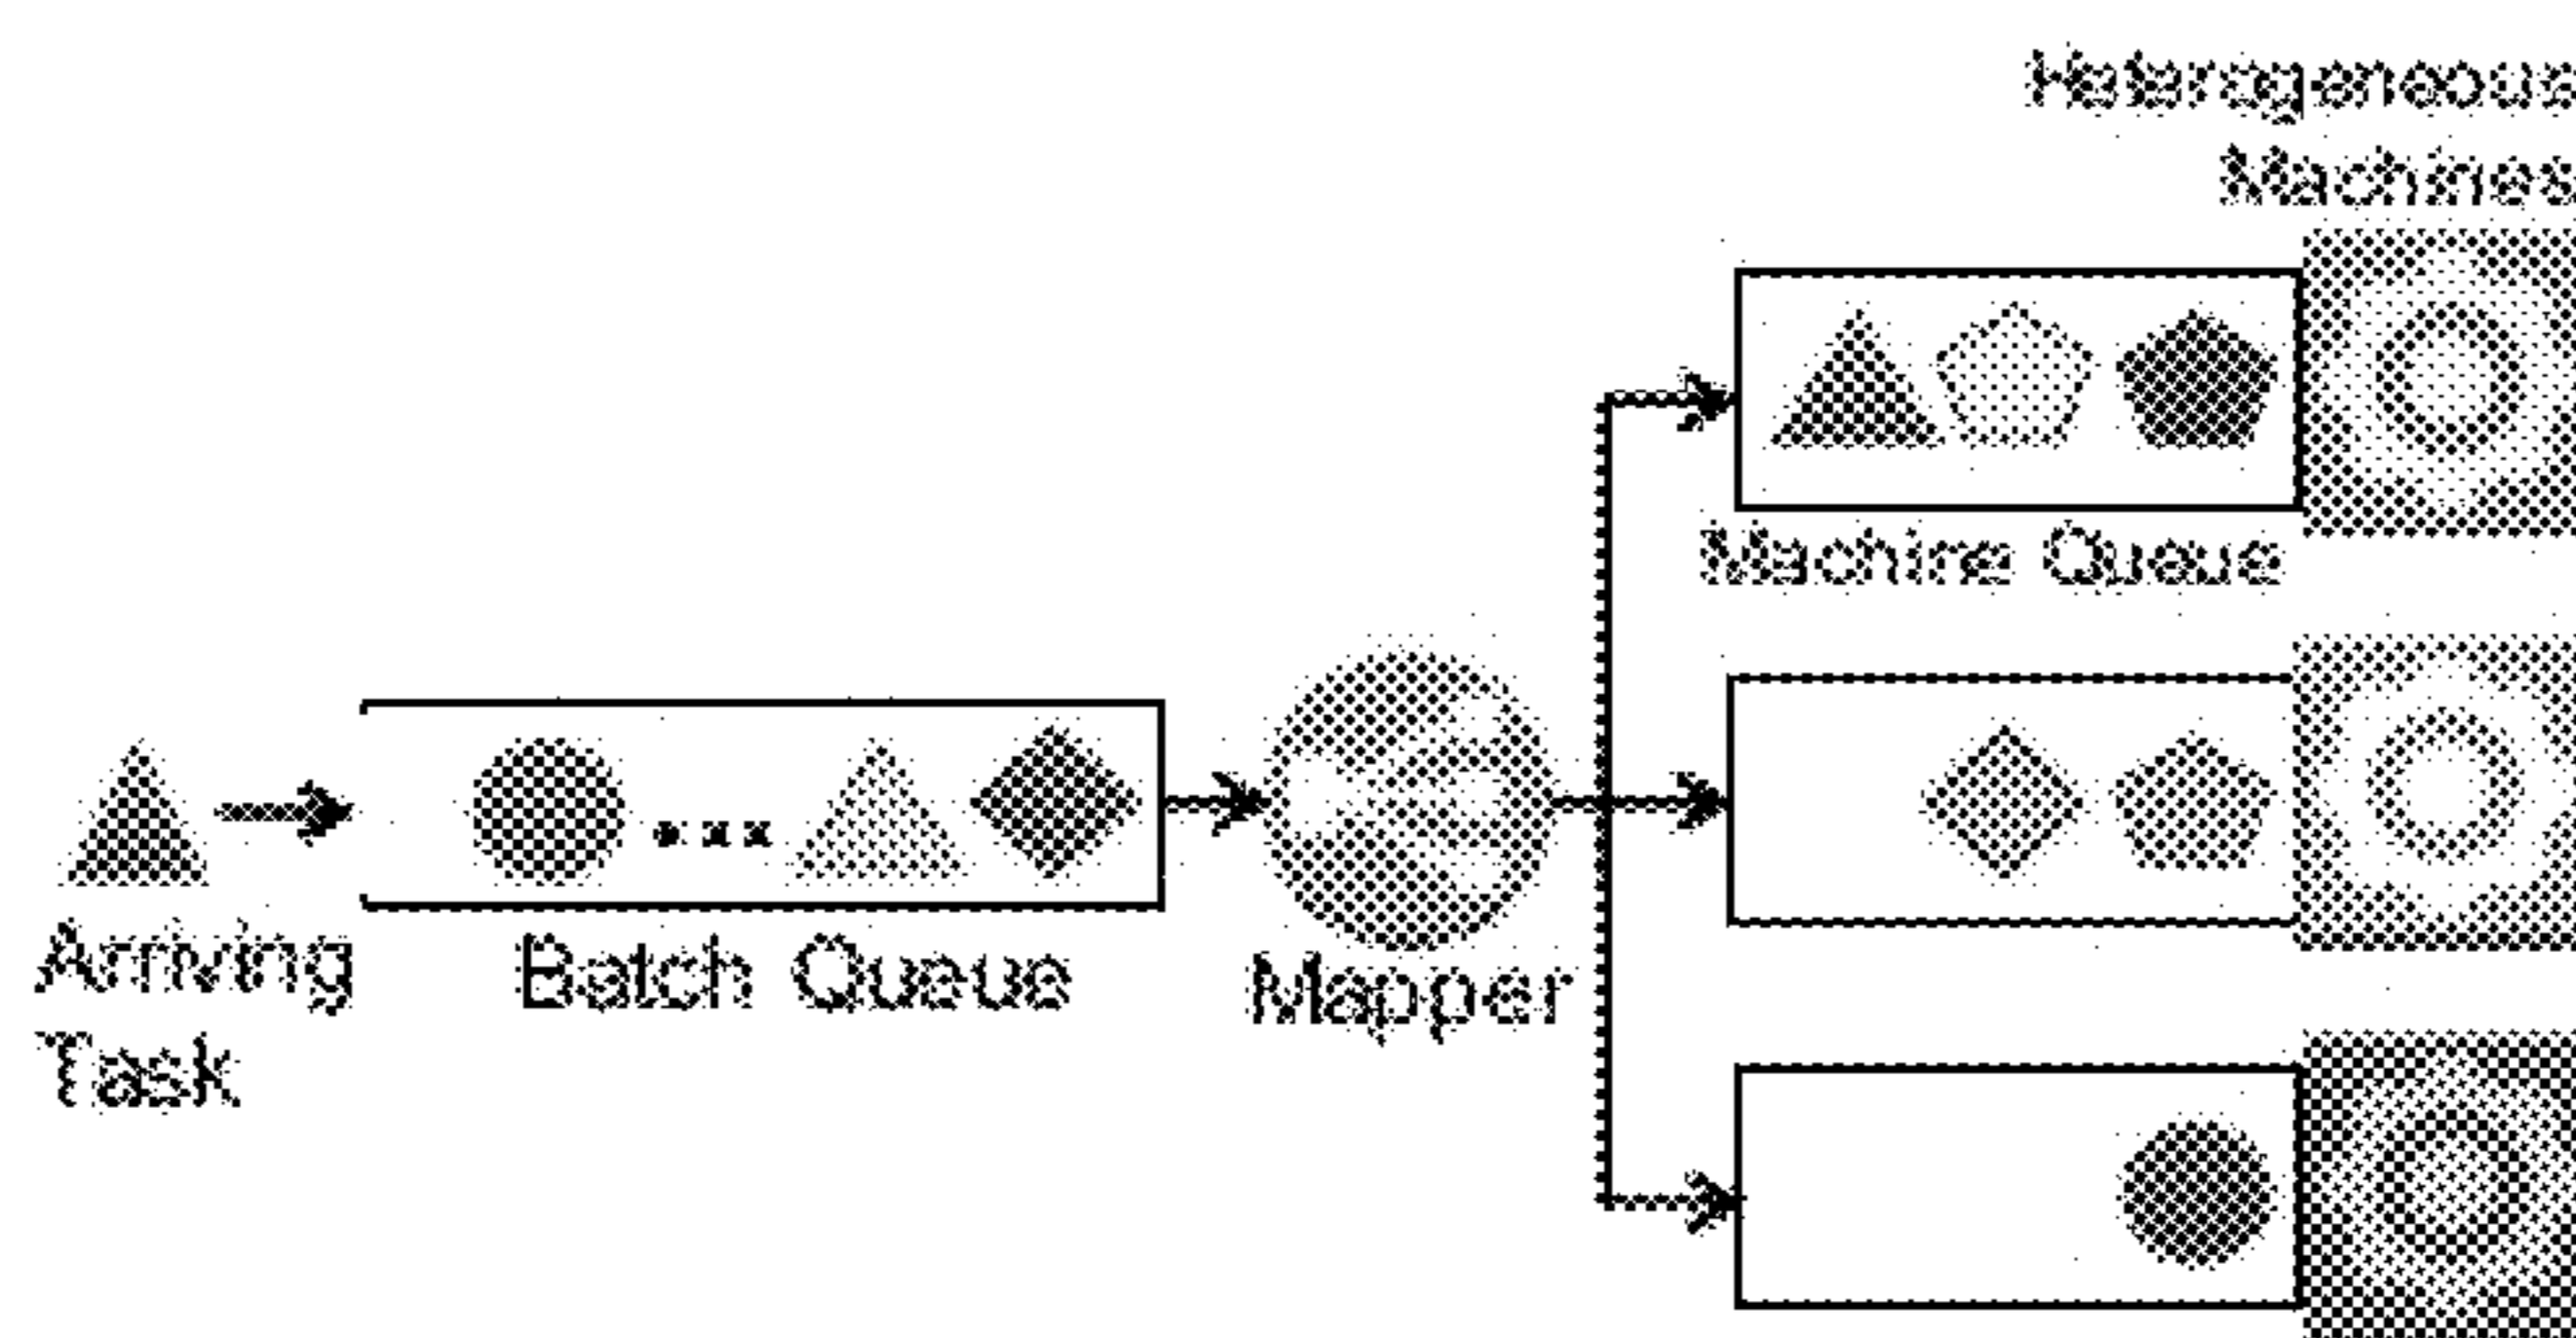 Heterogeneous
Machines
Machine Queue
Arriving
Task
Batch Queue
...
Mapper